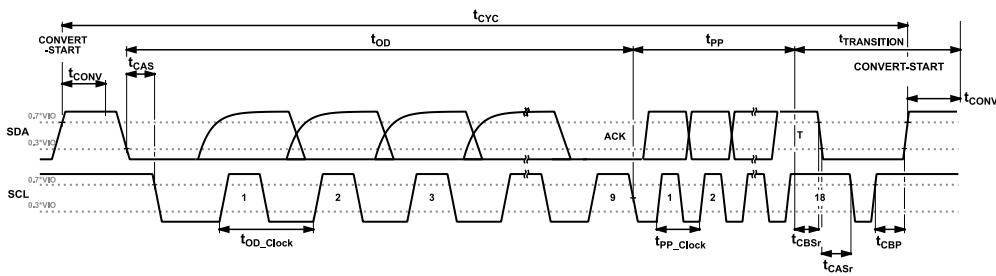 tCYC
CONVERT
-START
tOD
tPP
tTRANSITION
CONVERT-START
tCONV
tCAS
tCONV
0.7*VIO
SDA
0.3*VIO
ACK
T
0.7*VIO
SCL
0.3*VIO
1
2
3
9
1
2
18
tOD_Clock
tPP_Clock
tCBSr
tCASr
tCBP